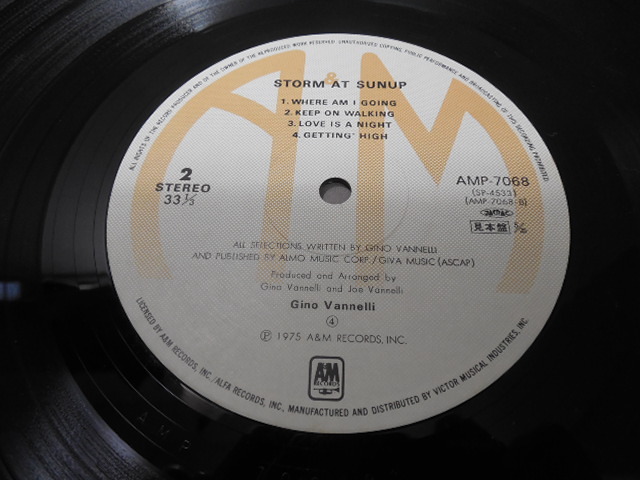 ALL RIGHTS OF THE RECORD PRODUCER AND OF THE OWNER OF THE REPRODUCED WORK RESERVED. UNAUTHORIZED COPYING, PUBLIC PERFORMANCE AND BROADCASTING OF THIS RECORD PROHIBITED.
A&M
STORM AT SUNUP
1. WHERE AM I GOING
2. KEEP ON WALKING
3. LOVE IS A NIGHT
4. GETTING' HIGH
2
STEREO
33 1/3
AMP-7068
(SP-4533)
(AMP-7068-B)
JASRAC
見本盤
ALL SELECTIONS WRITTEN BY GINO VANNELLI
AND PUBLISHED BY ALMO MUSIC CORP./GIVA MUSIC (ASCAP)
Produced and Arranged by
Gino Vannelli and Joe Vannelli
Gino Vannelli
④
Ⓟ 1975 A&M RECORDS, INC.
A&M
RECORDS
LICENSED BY A&M RECORDS, INC./ALFA RECORDS, INC., MANUFACTURED AND DISTRIBUTED BY VICTOR MUSICAL INDUSTRIES, INC.
A M P